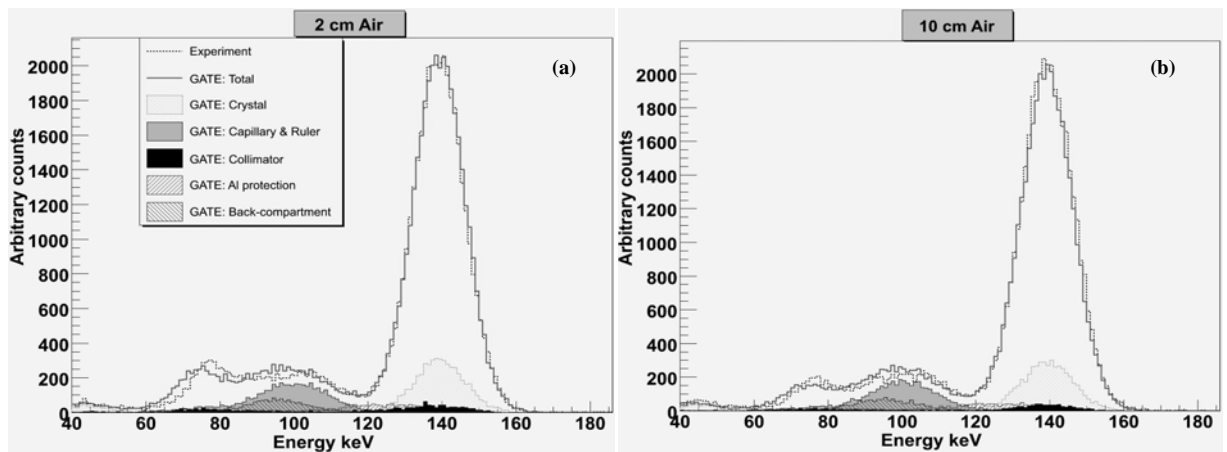 2 cm Air
Arbitrary counts
2000
1800
1600
1400
1200
1000
800
600
400
200
0
Experiment
GATE: Total
GATE: Crystal
GATE: Capillary & Ruler
GATE: Collimator
GATE: Al protection
GATE: Back-compartment
(a)
40 60 80 100 120 140 160 180
Energy keV
10 cm Air
Arbitrary counts
2000
1800
1600
1400
1200
1000
800
600
400
200
0
(b)
40 60 80 100 120 140 160 180
Energy keV